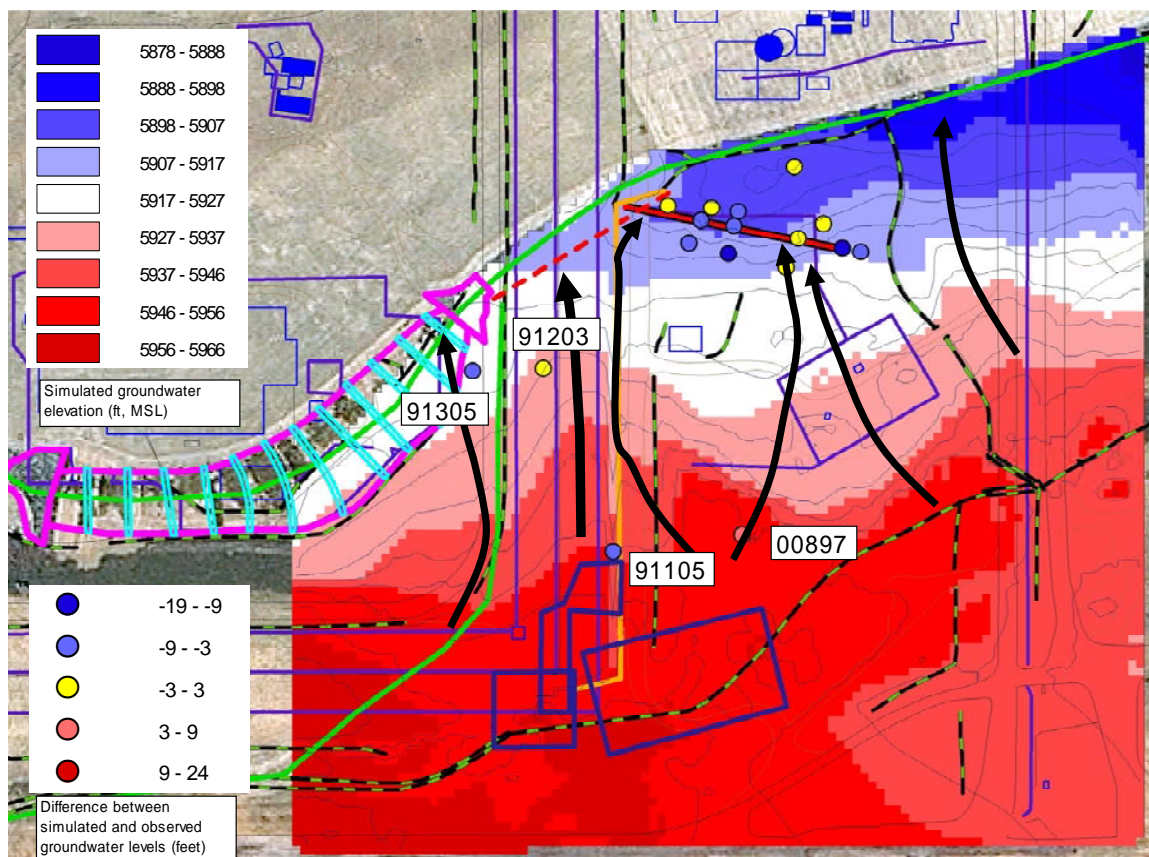 5878 - 5888
5888 - 5898
5898 - 5907
5907 - 5917
5917 - 5927
5927 - 5937
5937 - 5946
5946 - 5956
5956 - 5966
Simulated groundwater
elevation (ft, MSL)
91203
91305
00897
91105
-19 - -9
-9 - -3
-3 - 3
3 - 9
9 - 24
Difference between
simulated and observed
groundwater levels (feet)